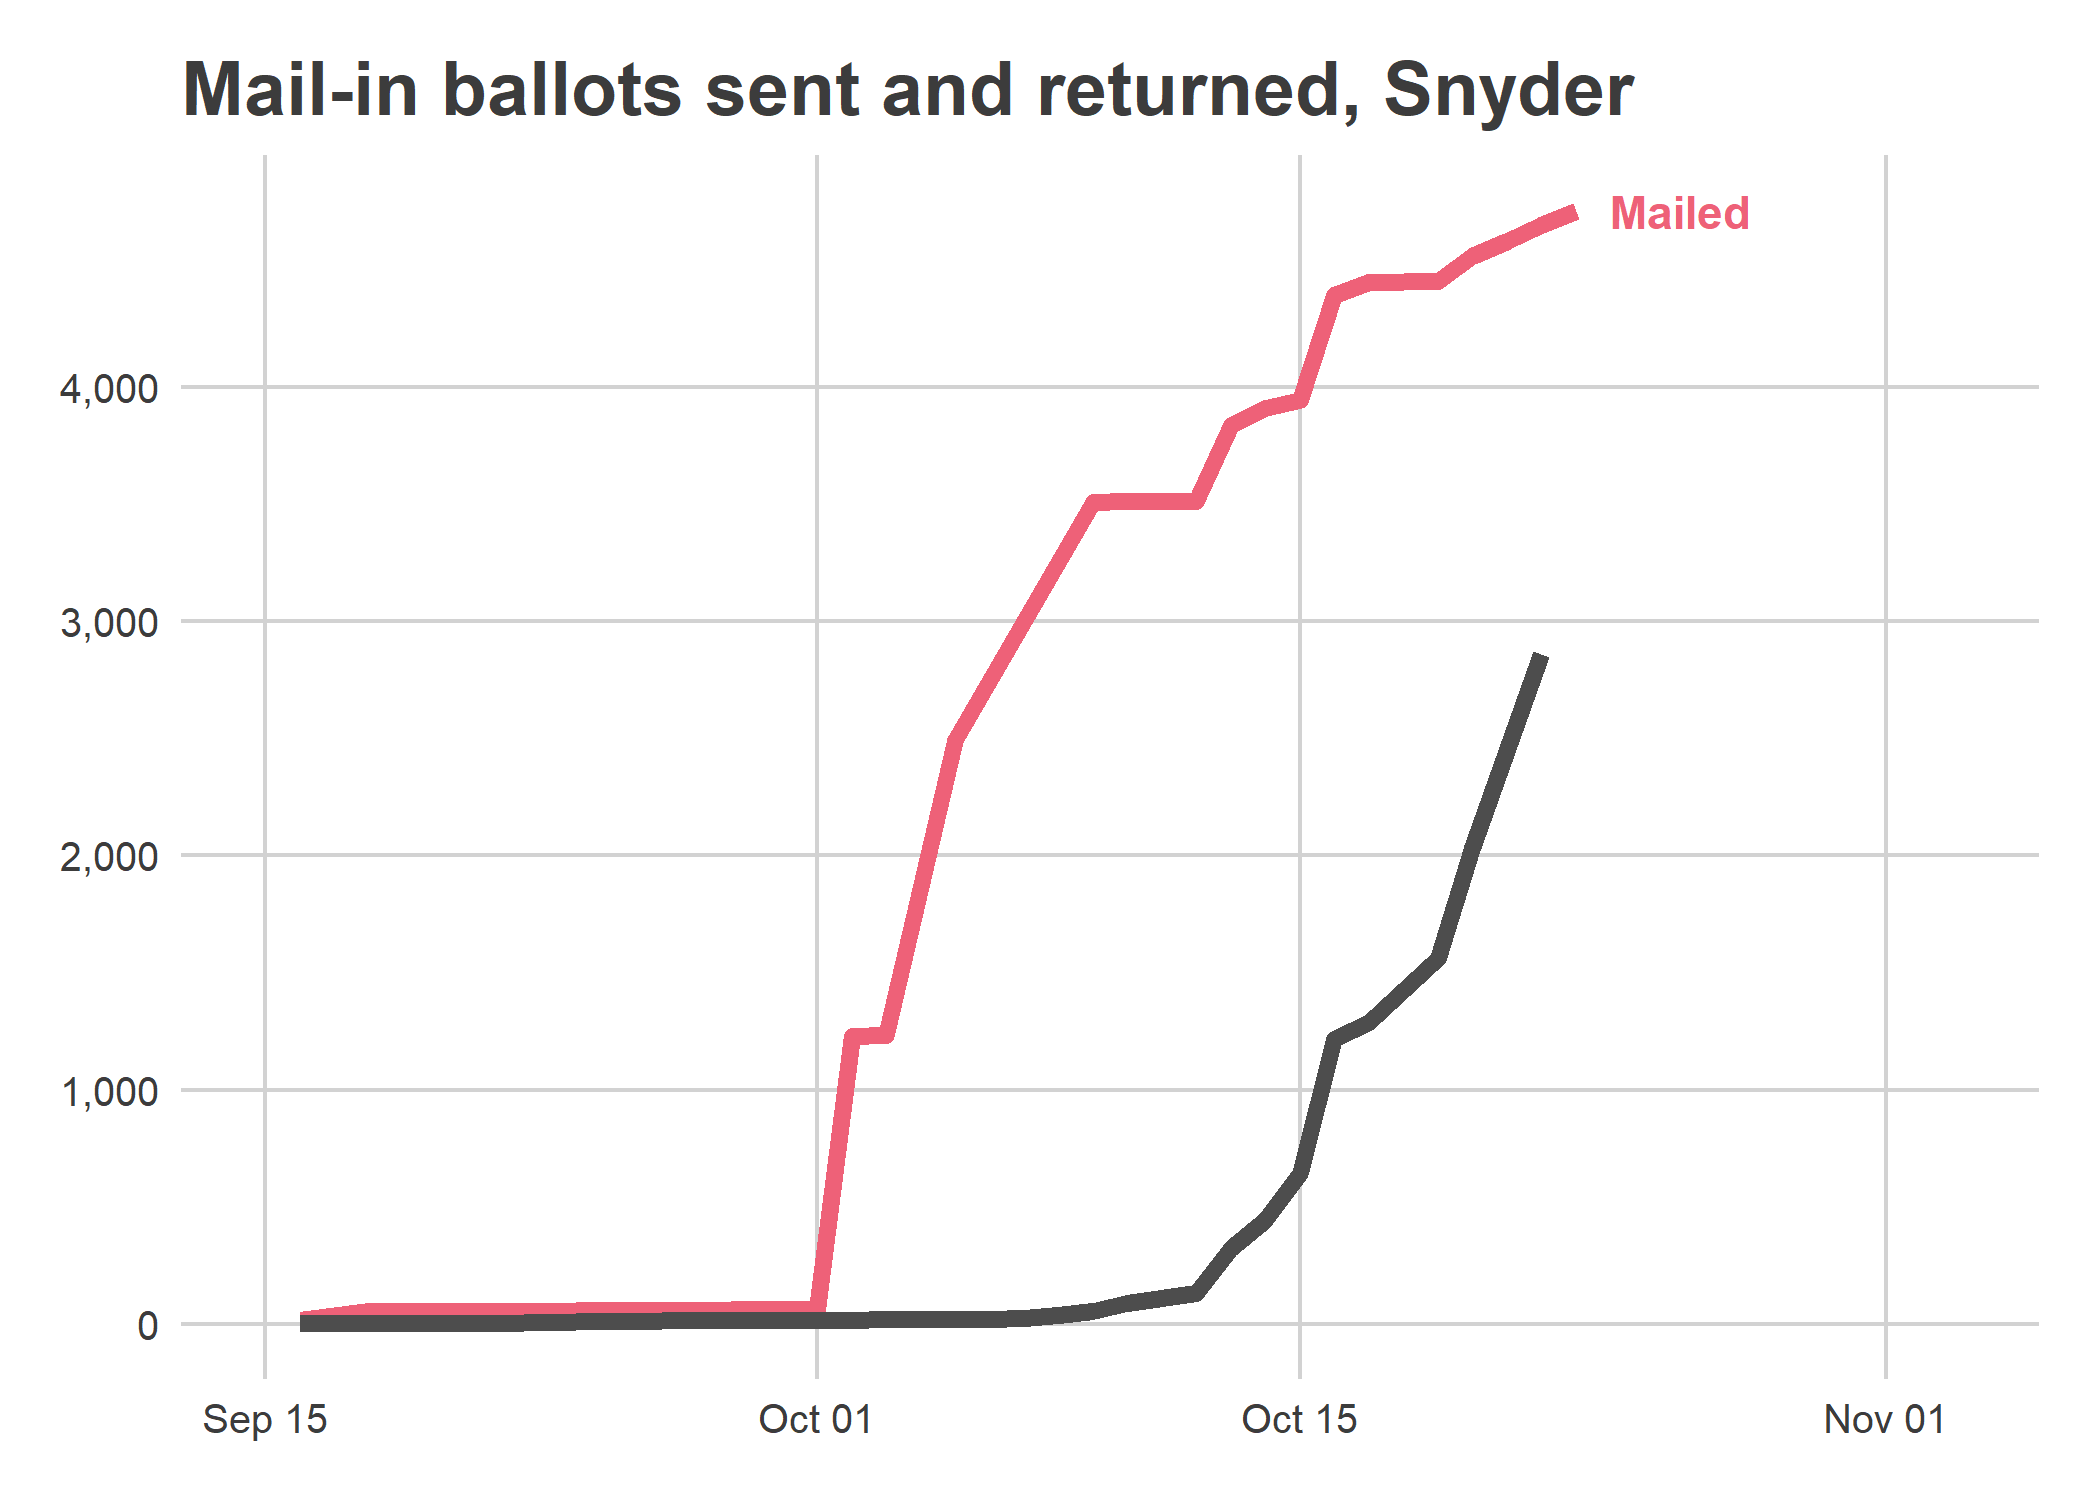 Mail-in ballots sent and returned, Snyder
Mailed
4,000
3,000
2,000
1,000
0
Sep 15
Oct 01
Oct 15
Nov 01